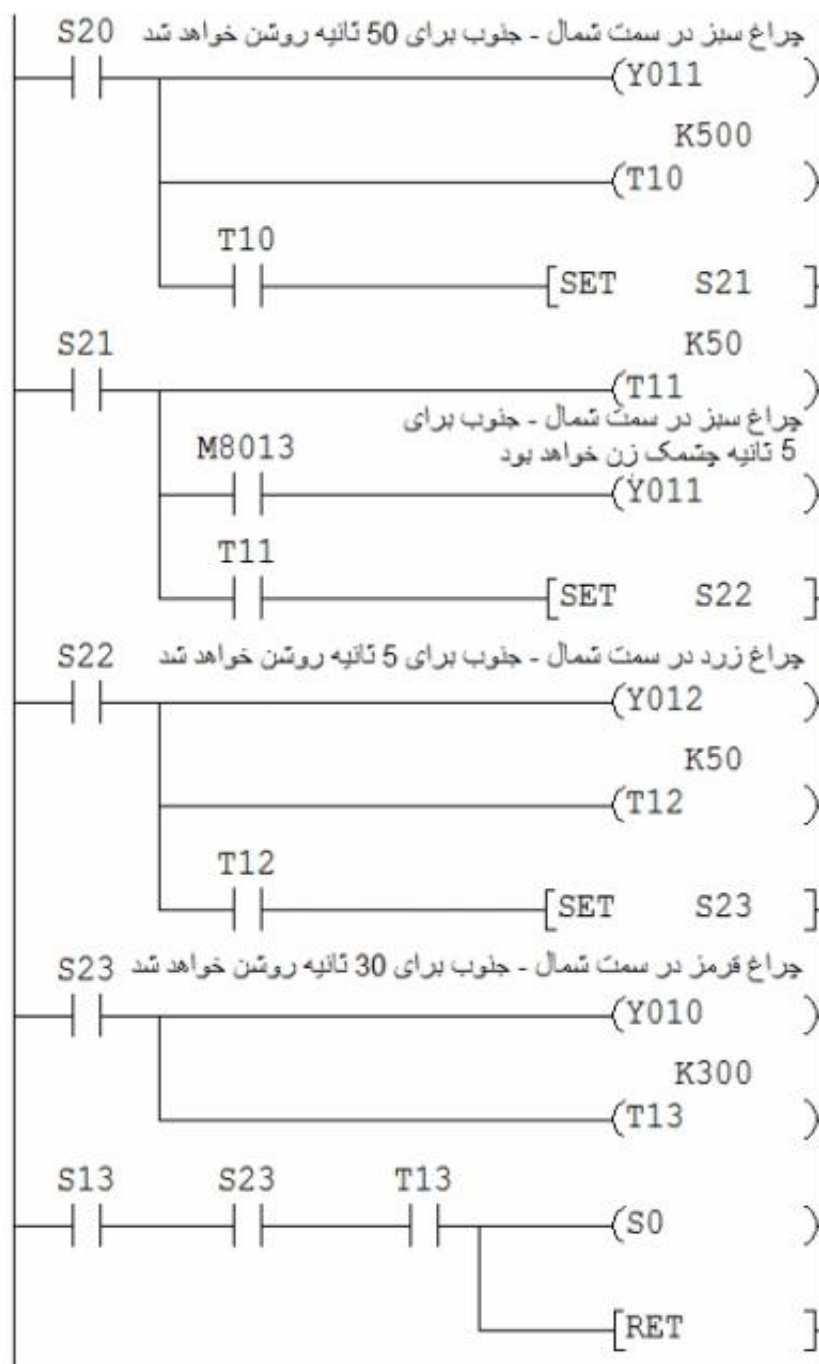 S20 چراغ سبز در سمت شمال - جنوب برای 50 ثانیه روشن خواهد شد
(Y011 )
K500
(T10 )
T10
[SET S21 ]
S21 K50
(T11 )
چراغ سبز در سمت شمال - جنوب برای
M8013 5 ثانیه چشمک زن خواهد بود
(Y011 )
T11
[SET S22 ]
S22 چراغ زرد در سمت شمال - جنوب برای 5 ثانیه روشن خواهد شد
(Y012 )
K50
(T12 )
T12
[SET S23 ]
S23 چراغ قرمز در سمت شمال - جنوب برای 30 ثانیه روشن خواهد شد
(Y010 )
K300
(T13 )
S13 S23 T13
(S0 )
[RET ]